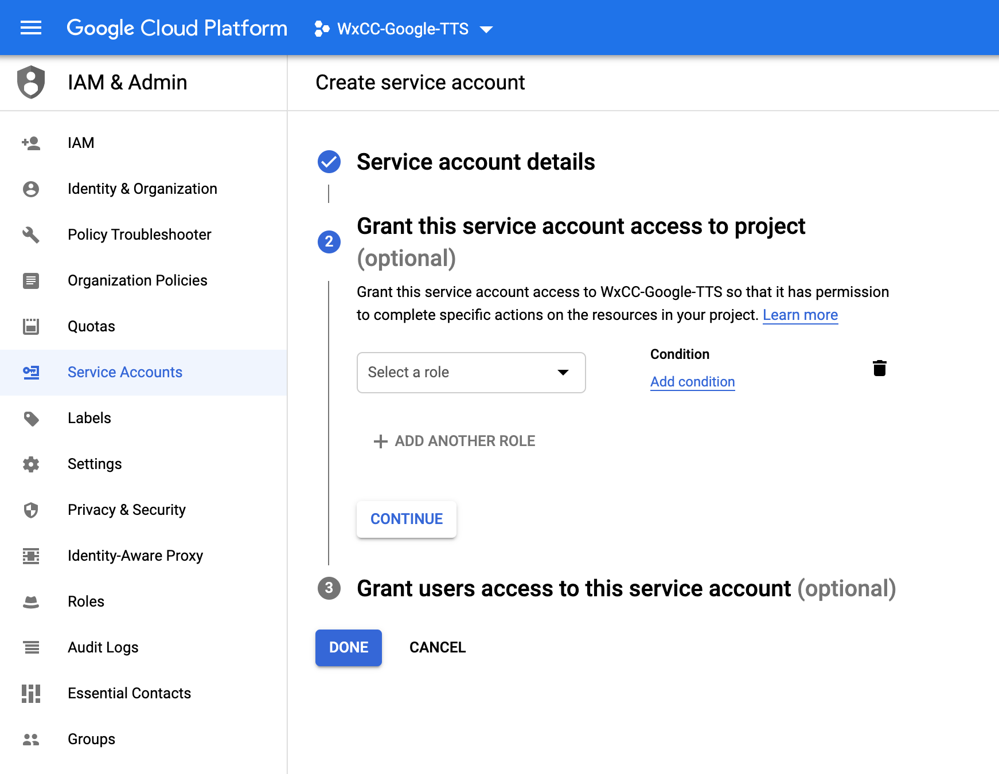 Google Cloud Platform
WxCC-Google-TTS
IAM & Admin
Create service account
IAM
Identity & Organization
Policy Troubleshooter
Organization Policies
Quotas
Service Accounts
Labels
Settings
Privacy & Security
Identity-Aware Proxy
Roles
Audit Logs
Essential Contacts
Groups
Service account details
2
Grant this service account access to project
(optional)
Grant this service account access to WxCC-Google-TTS so that it has permission
to complete specific actions on the resources in your project. Learn more
Select a role
Condition
Add condition
ADD ANOTHER ROLE
CONTINUE
3
Grant users access to this service account (optional)
DONE
CANCEL